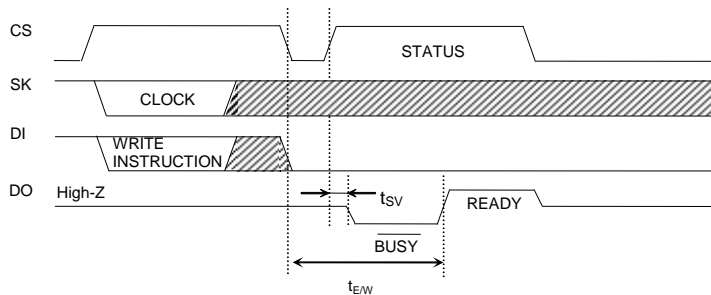 CS
STATUS
SK
CLOCK
DI
WRITE
INSTRUCTION
DO
High-Z
tSV
READY
BUSY
tE/W